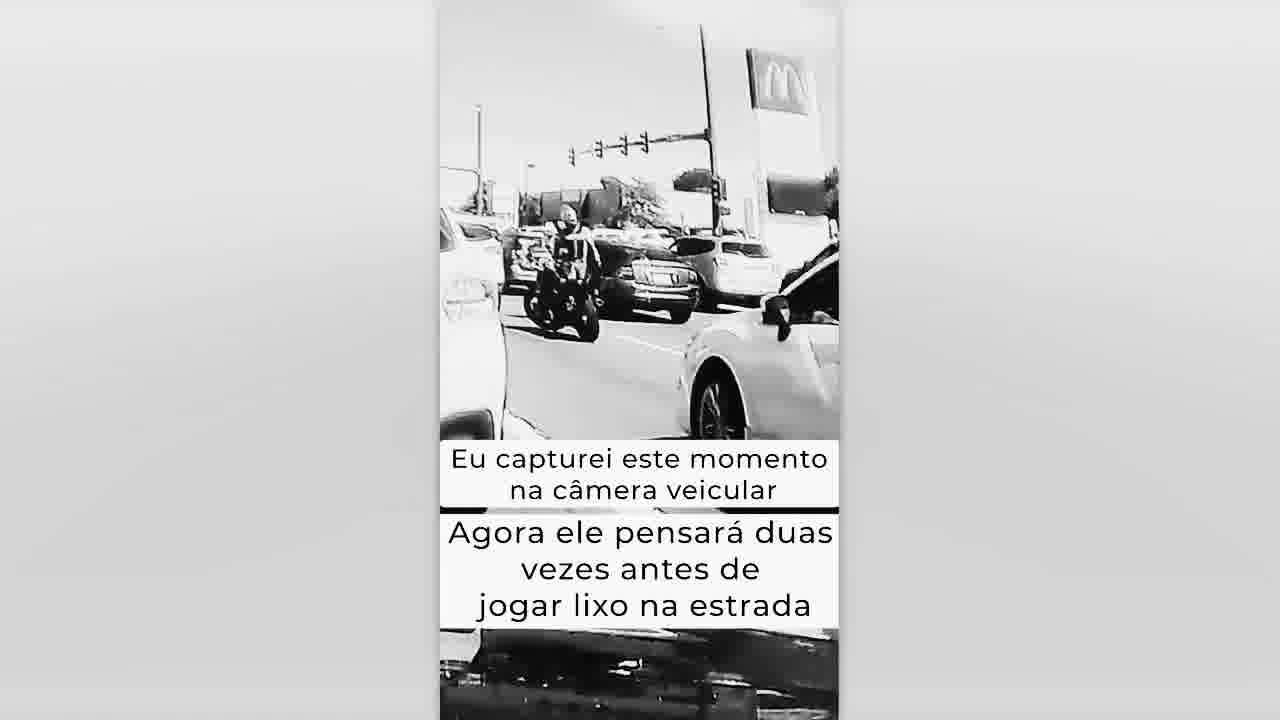 Eu capturei este momento
na câmera veicular
Agora ele pensará duas
vezes antes de
jogar lixo na estrada